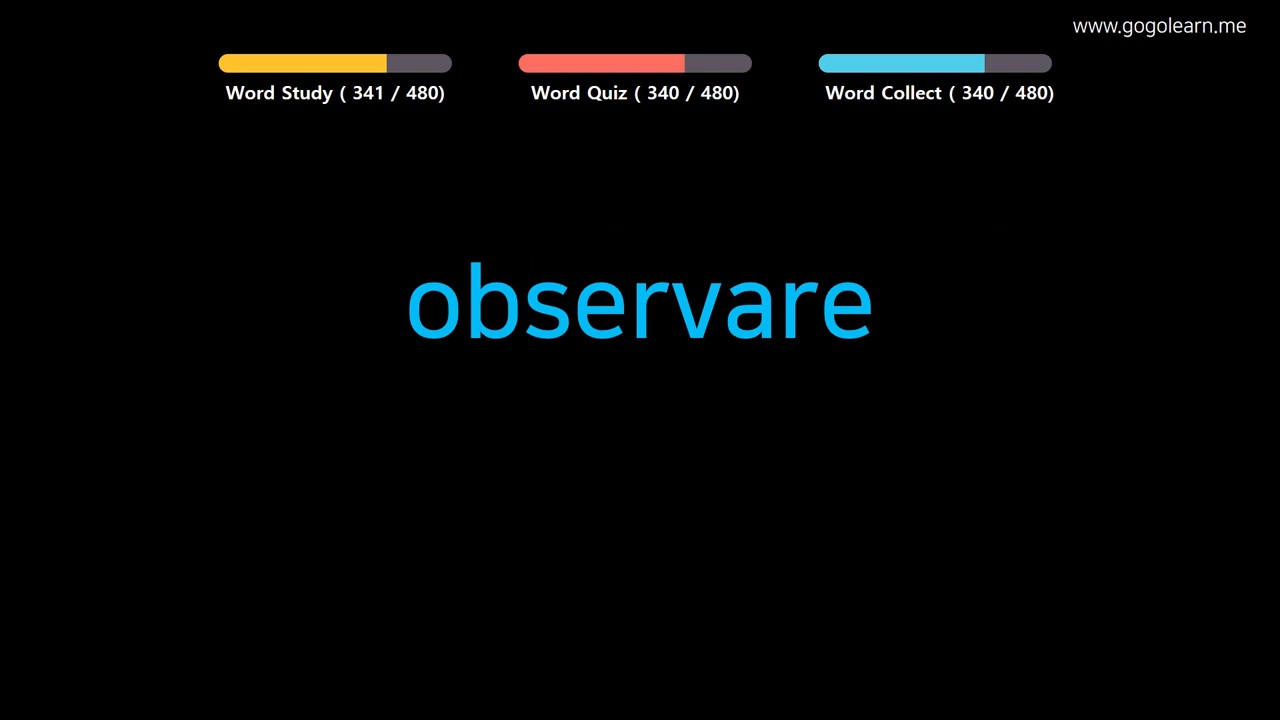 www.gogolearn.me
Word Study ( 341 / 480)
Word Quiz ( 340 / 480)
Word Collect ( 340 / 480)
observare